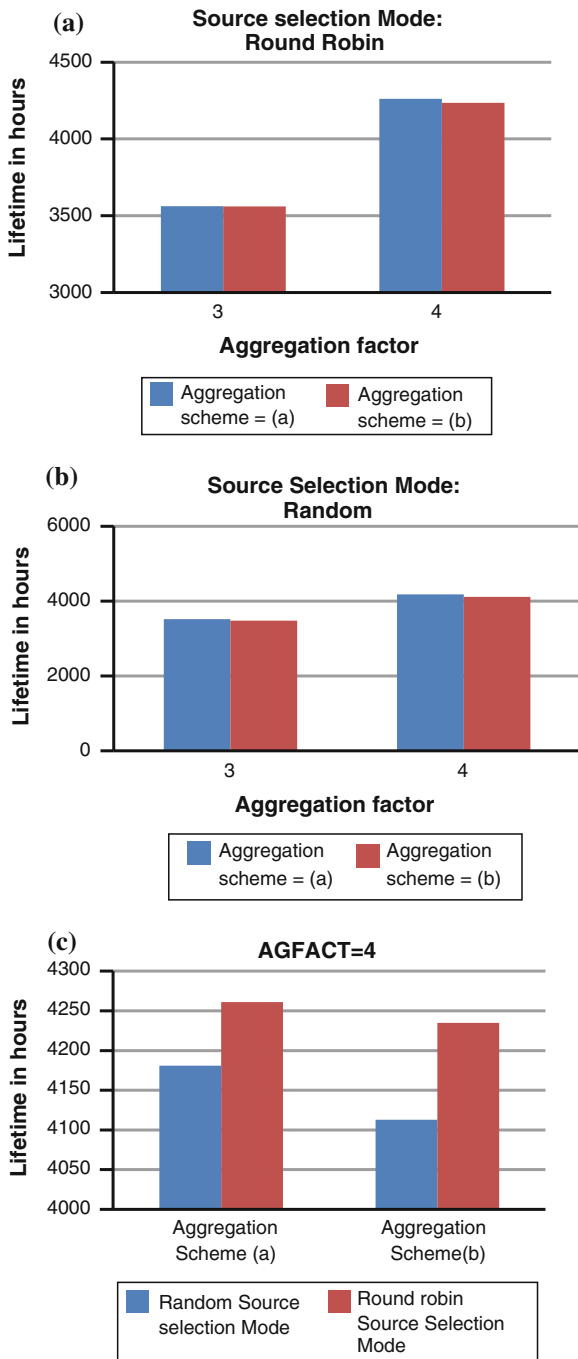 (a)
Source selection Mode:
Round Robin
Lifetime in hours
4500
4000
3500
3000
3
4
Aggregation factor
Aggregation
scheme = (a)
Aggregation
scheme = (b)
(b)
Source Selection Mode:
Random
Lifetime in hours
6000
4000
2000
0
3
4
Aggregation factor
Aggregation
scheme = (a)
Aggregation
scheme = (b)
(c)
AGFACT=4
Lifetime in hours
4300
4250
4200
4150
4100
4050
4000
Aggregation
Scheme (a)
Aggregation
Scheme(b)
Random Source
selection Mode
Round robin
Source Selection
Mode